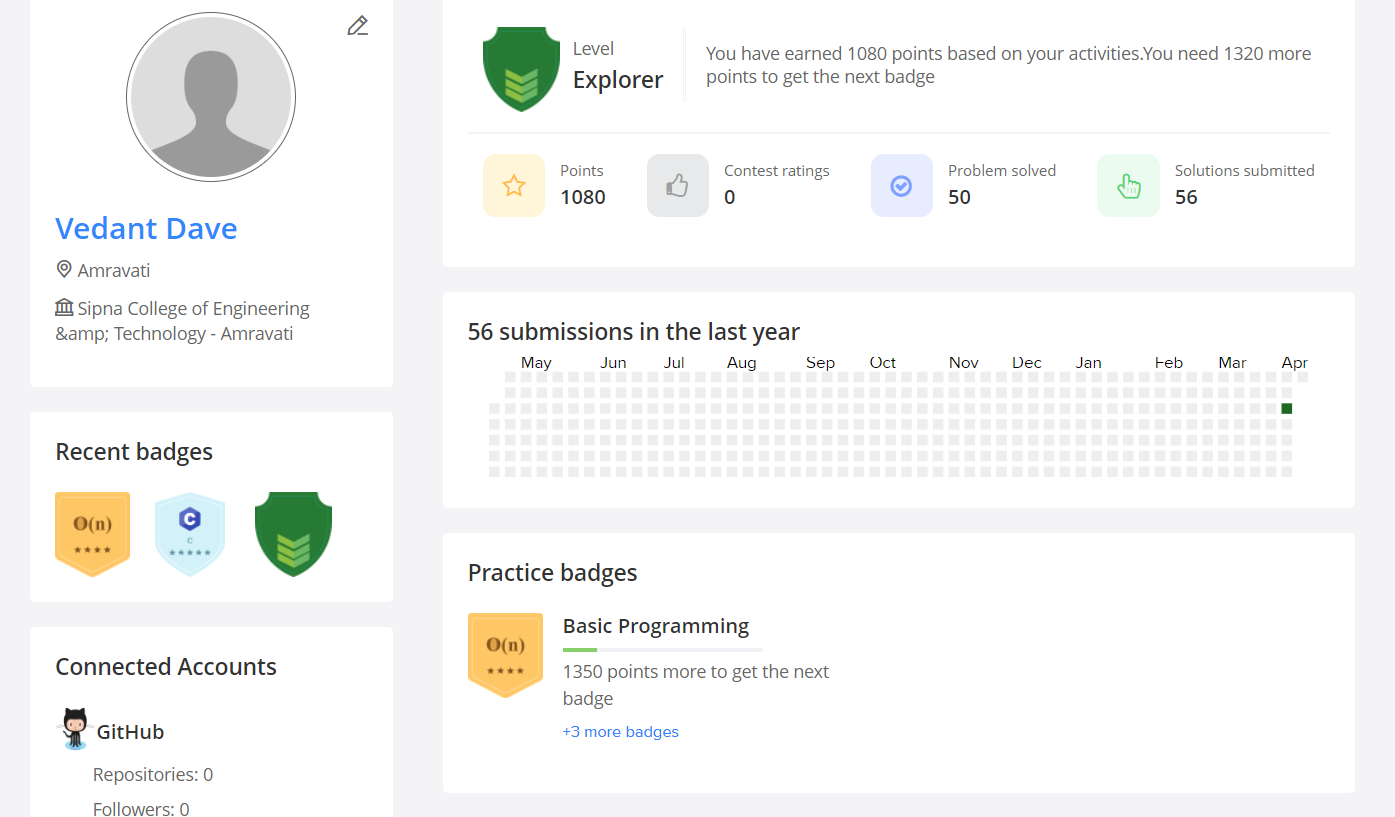 Vedant Dave
Amravati
Sipna College of Engineering
&amp; Technology - Amravati
Recent badges
O(n)
C
C
Connected Accounts
GitHub
Repositories: 0
Followers: 0
Level
Explorer
You have earned 1080 points based on your activities.You need 1320 more
points to get the next badge
Points
1080
Contest ratings
0
Problem solved
50
Solutions submitted
56
56 submissions in the last year
May Jun Jul Aug Sep Oct Nov Dec Jan Feb Mar Apr
Practice badges
O(n)
Basic Programming
1350 points more to get the next
badge
+3 more badges